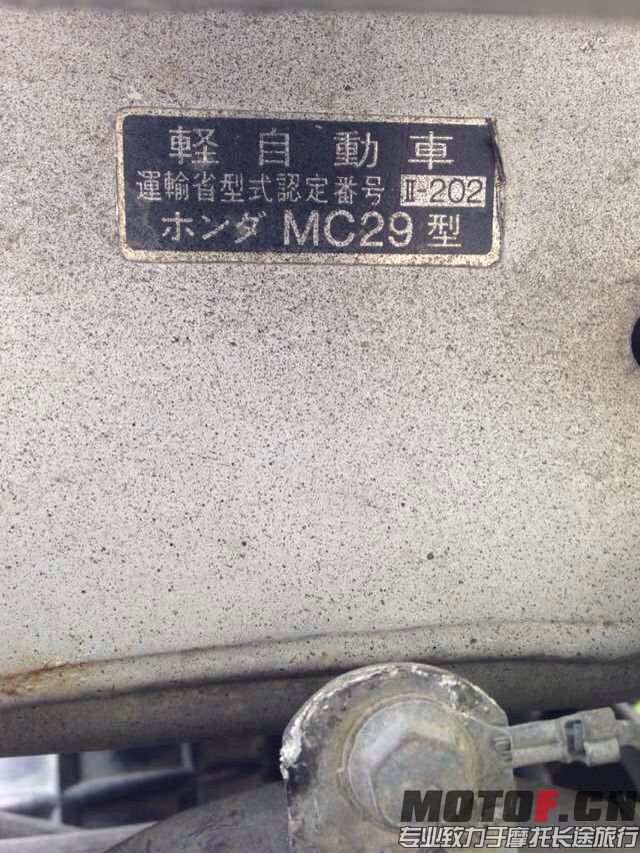 軽自動車
運輸省型式認定番号 Ⅱ-202
ホンダ MC29 型
MOTOF.CN
专业致力于摩托长途旅行